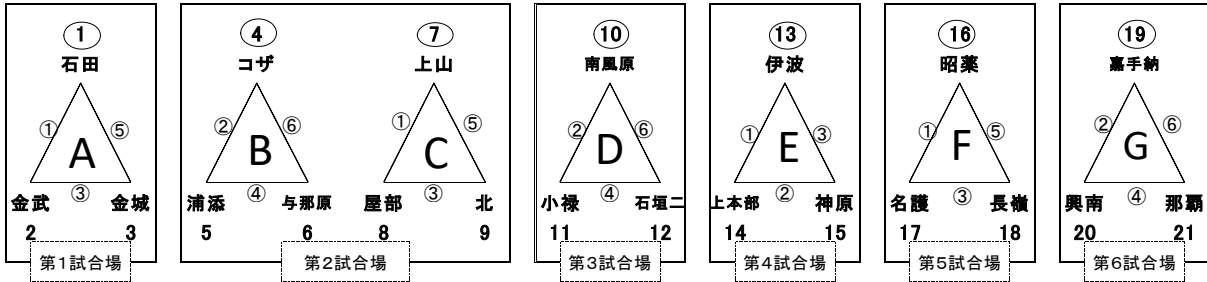 ① ④ ⑦ ⑩ ⑬ ⑯ ⑲
石田 コザ 上山 南風原 伊波 昭薬 嘉手納
① ⑤ ② ⑥ ① ⑤ ② ⑥ ① ③ ① ⑤ ② ⑥
A B C D E F G
③ ④ ③ ④ ② ③ ④
金武 金城 浦添 与那原 屋部 北 小禄 石垣二 上本部 神原 名護 長嶺 興南 那覇
2 3 5 6 8 9 11 12 14 15 17 18 20 21
第1試合場 第2試合場 第3試合場 第4試合場 第5試合場 第6試合場